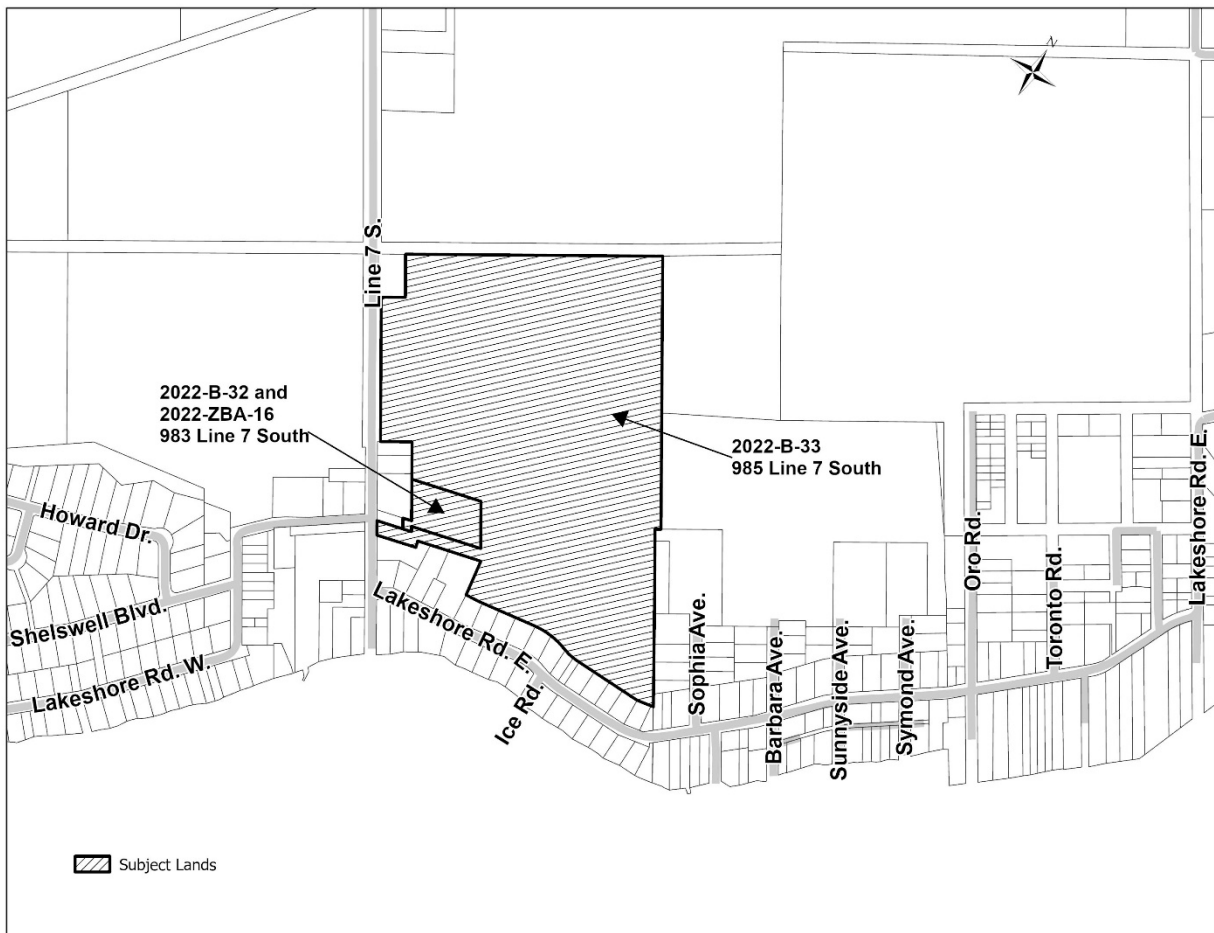 N
Line 7 S.
2022-B-32 and
2022-ZBA-16
983 Line 7 South
2022-B-33
985 Line 7 South
Howard Dr.
Shelswell Blvd.
Lakeshore Rd. W.
Lakeshore Rd. E.
Ice Rd.
Sophia Ave.
Barbara Ave.
Sunnyside Ave.
Symond Ave.
Oro Rd.
Toronto Rd.
Lakeshore Rd. E.
Subject Lands